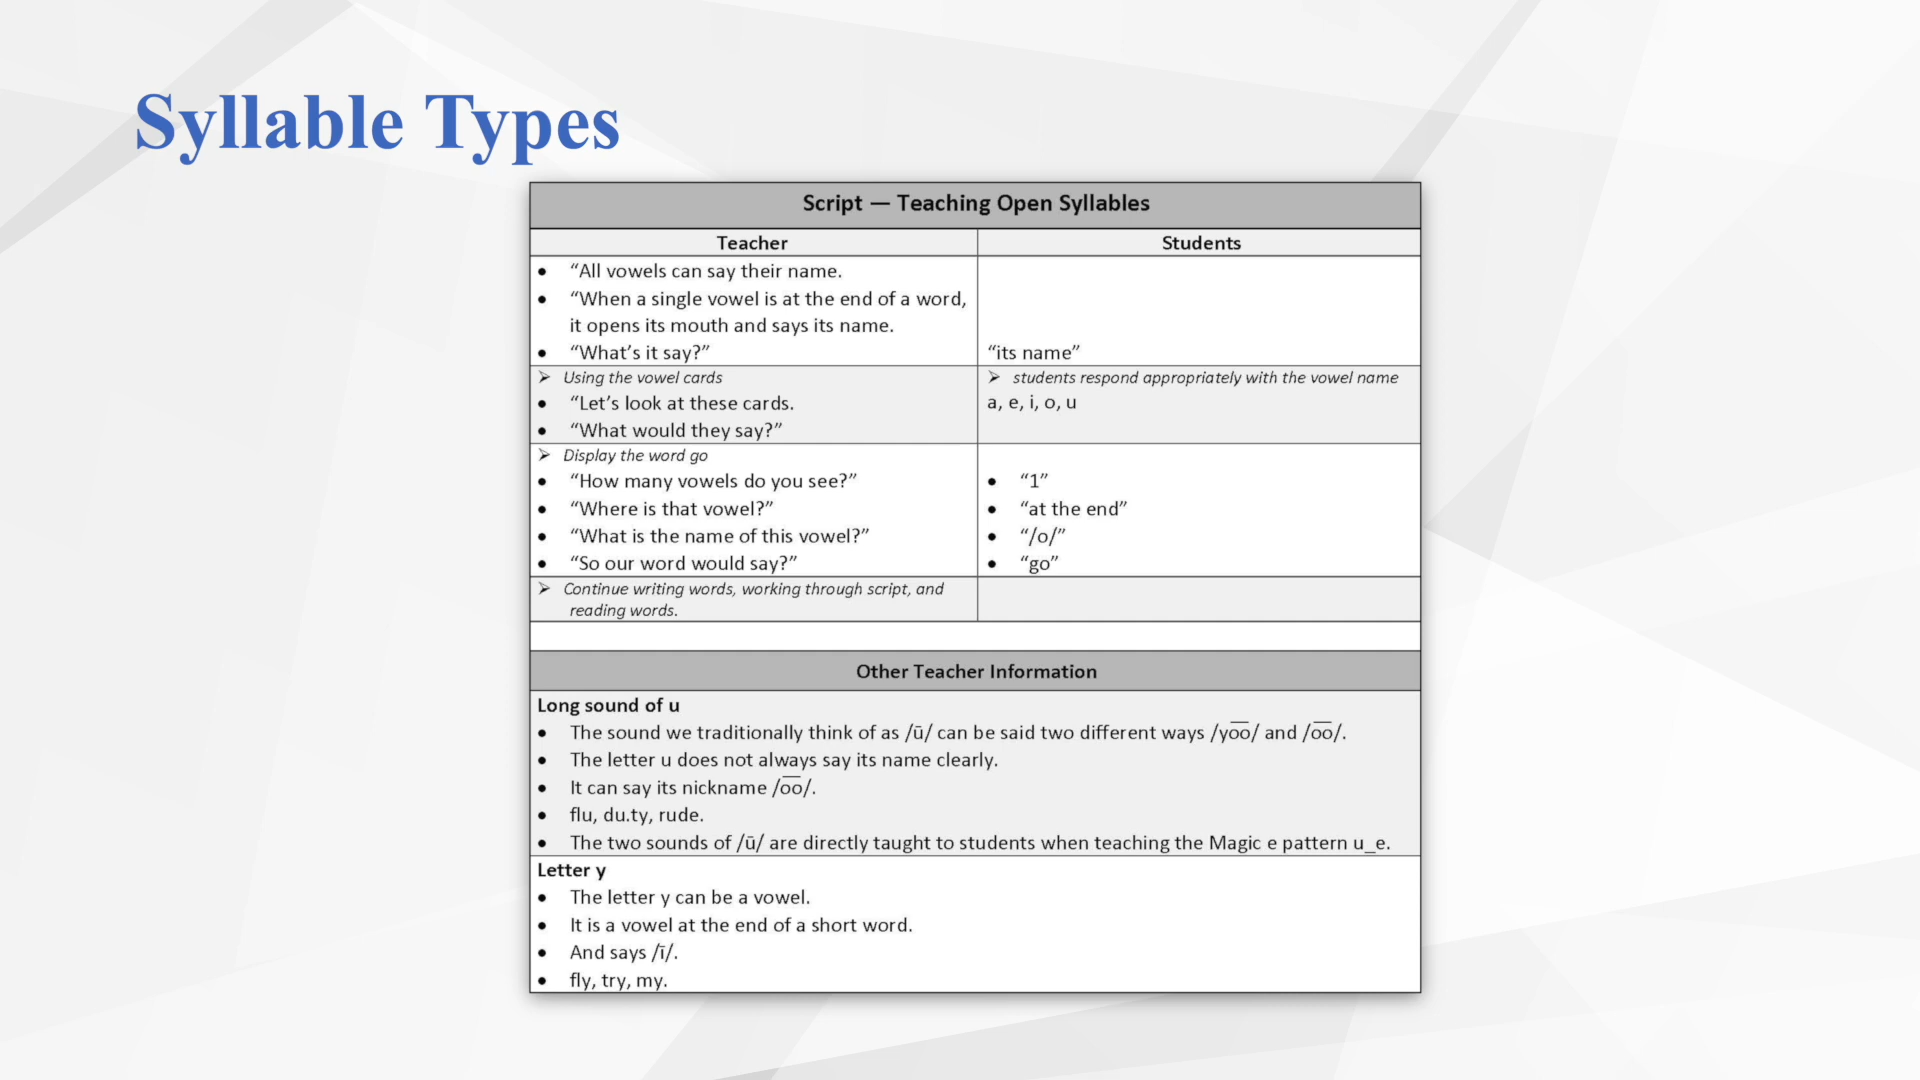 Syllable Types
Script — Teaching Open Syllables
Teacher
Students
• “All vowels can say their name.
• “When a single vowel is at the end of a word,
it opens its mouth and says its name.
• “What’s it say?”
“its name”
➢ Using the vowel cards
• “Let’s look at these cards.
• “What would they say?”
➢ students respond appropriately with the vowel name
a, e, i, o, u
➢ Display the word go
• “How many vowels do you see?”
• “Where is that vowel?”
• “What is the name of this vowel?”
• “So our word would say?”
• “1”
• “at the end”
• “/o/”
• “go”
➢ Continue writing words, working through script, and
reading words.
Other Teacher Information
Long sound of u
• The sound we traditionally think of as /ū/ can be said two different ways /yo͞o/ and /o͞o/.
• The letter u does not always say its name clearly.
• It can say its nickname /o͞o/.
• flu, du.ty, rude.
• The two sounds of /ū/ are directly taught to students when teaching the Magic e pattern u_e.
Letter y
• The letter y can be a vowel.
• It is a vowel at the end of a short word.
• And says /ī/.
• fly, try, my.